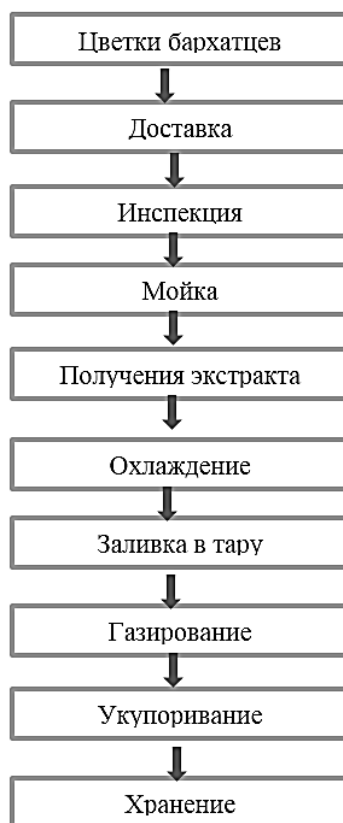 Цветки бархатцев
Доставка
Инспекция
Мойка
Получения экстракта
Охлаждение
Заливка в тару
Газирование
Укупоривание
Хранение